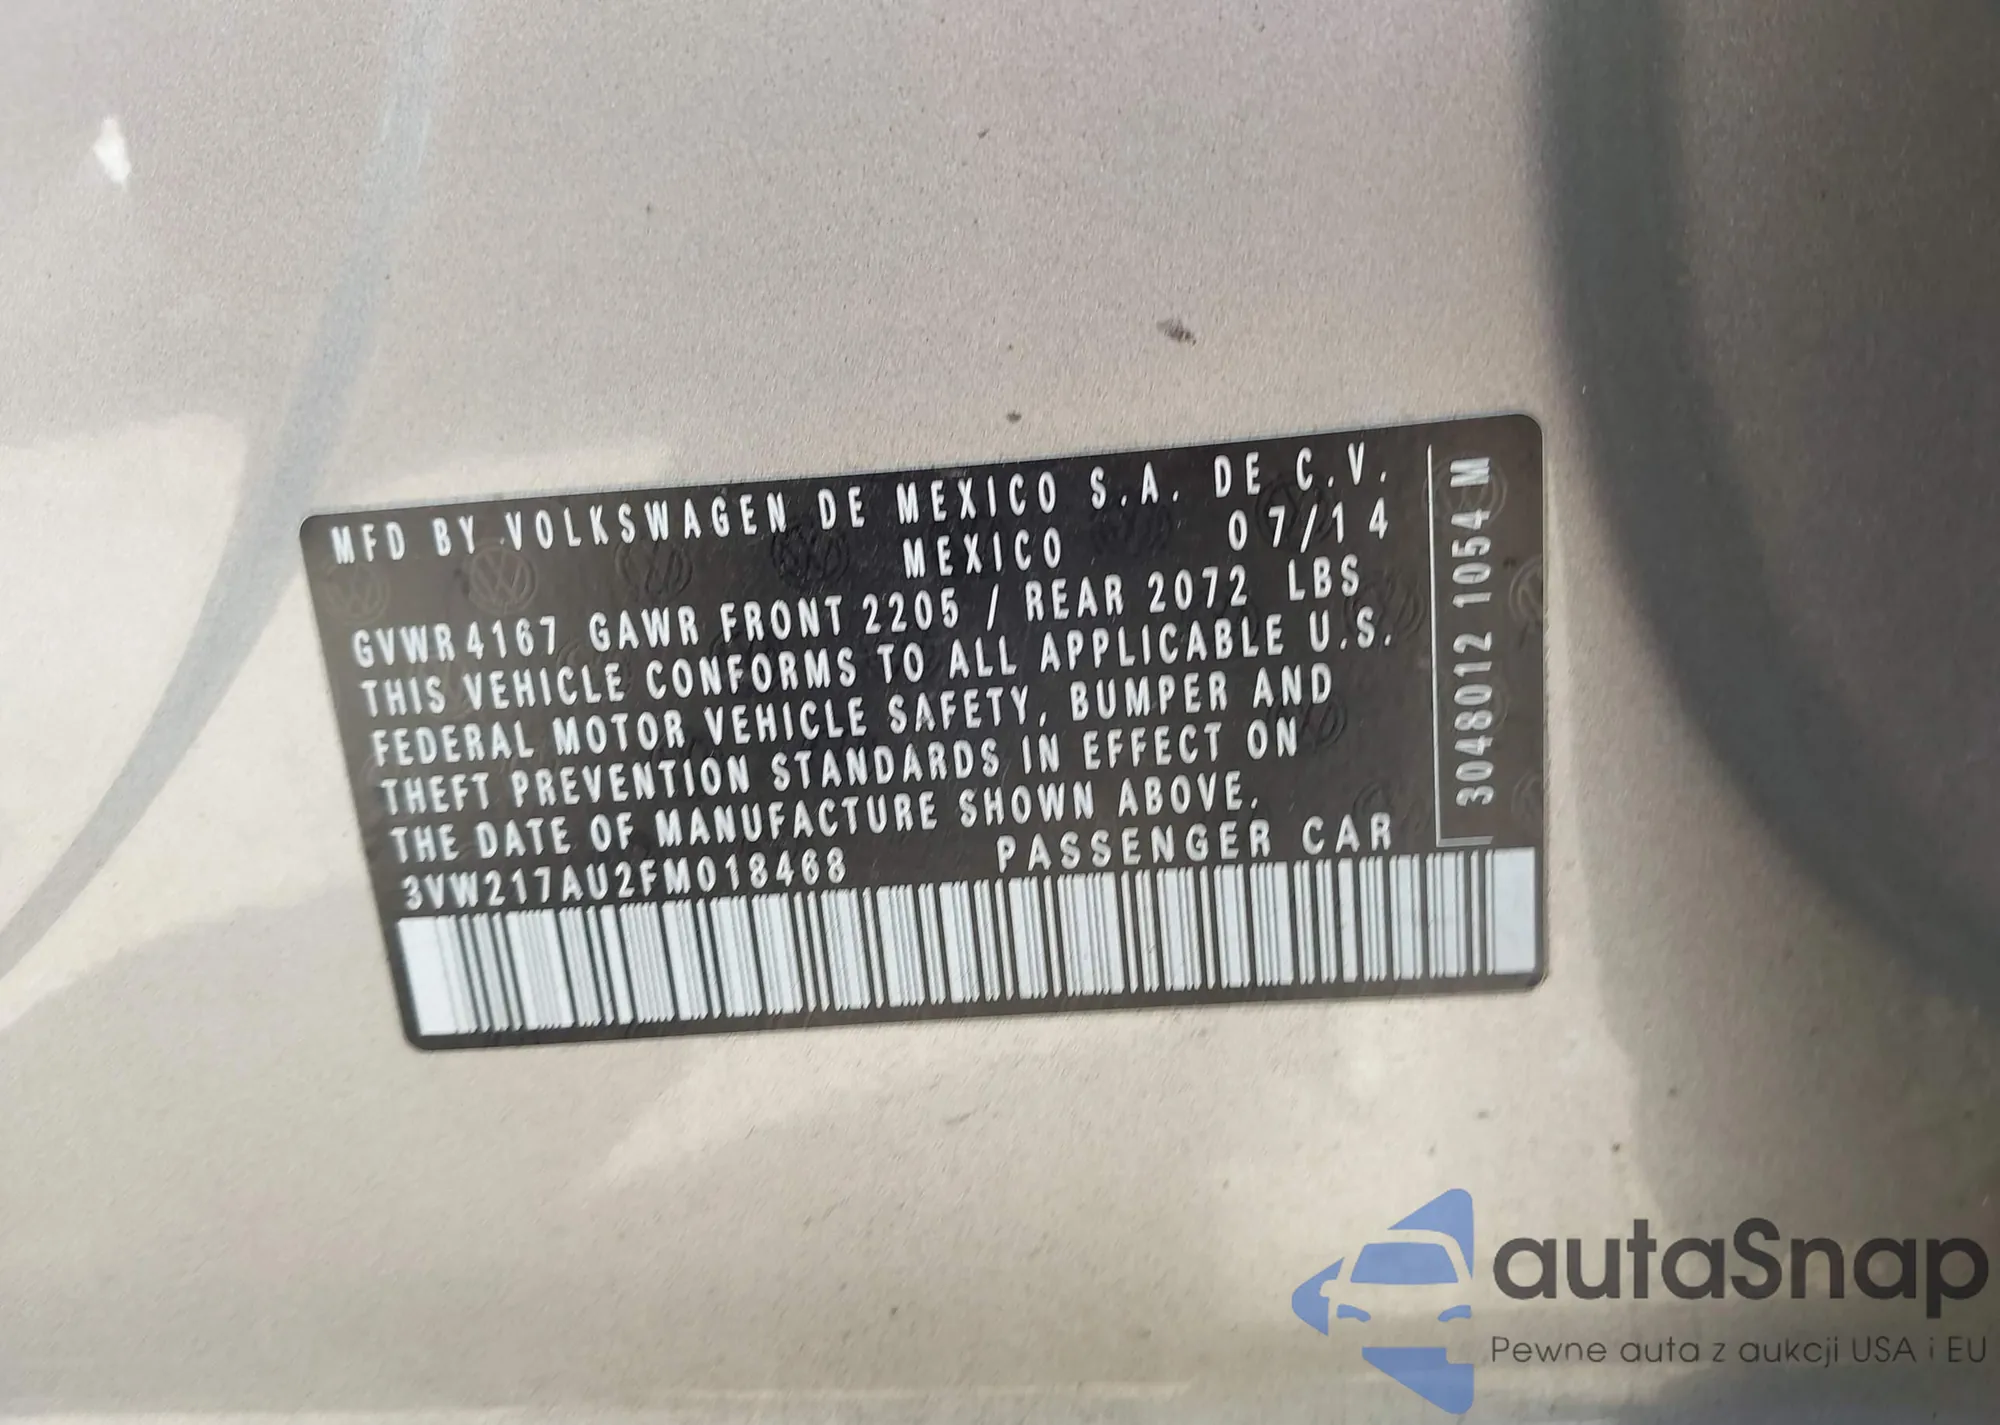 MFD BY VOLKSWAGEN DE MEXICO S.A. DE C.V.
MEXICO 07/14
GVWR 4167 GAWR FRONT 2205 / REAR 2072 LBS
THIS VEHICLE CONFORMS TO ALL APPLICABLE U.S.
FEDERAL MOTOR VEHICLE SAFETY, BUMPER AND
THEFT PREVENTION STANDARDS IN EFFECT ON
THE DATE OF MANUFACTURE SHOWN ABOVE.
3VW217AU2FM018468 PASSENGER CAR
3048012 1054 M
autaSnap
Pewne auta z aukcji USA i EU